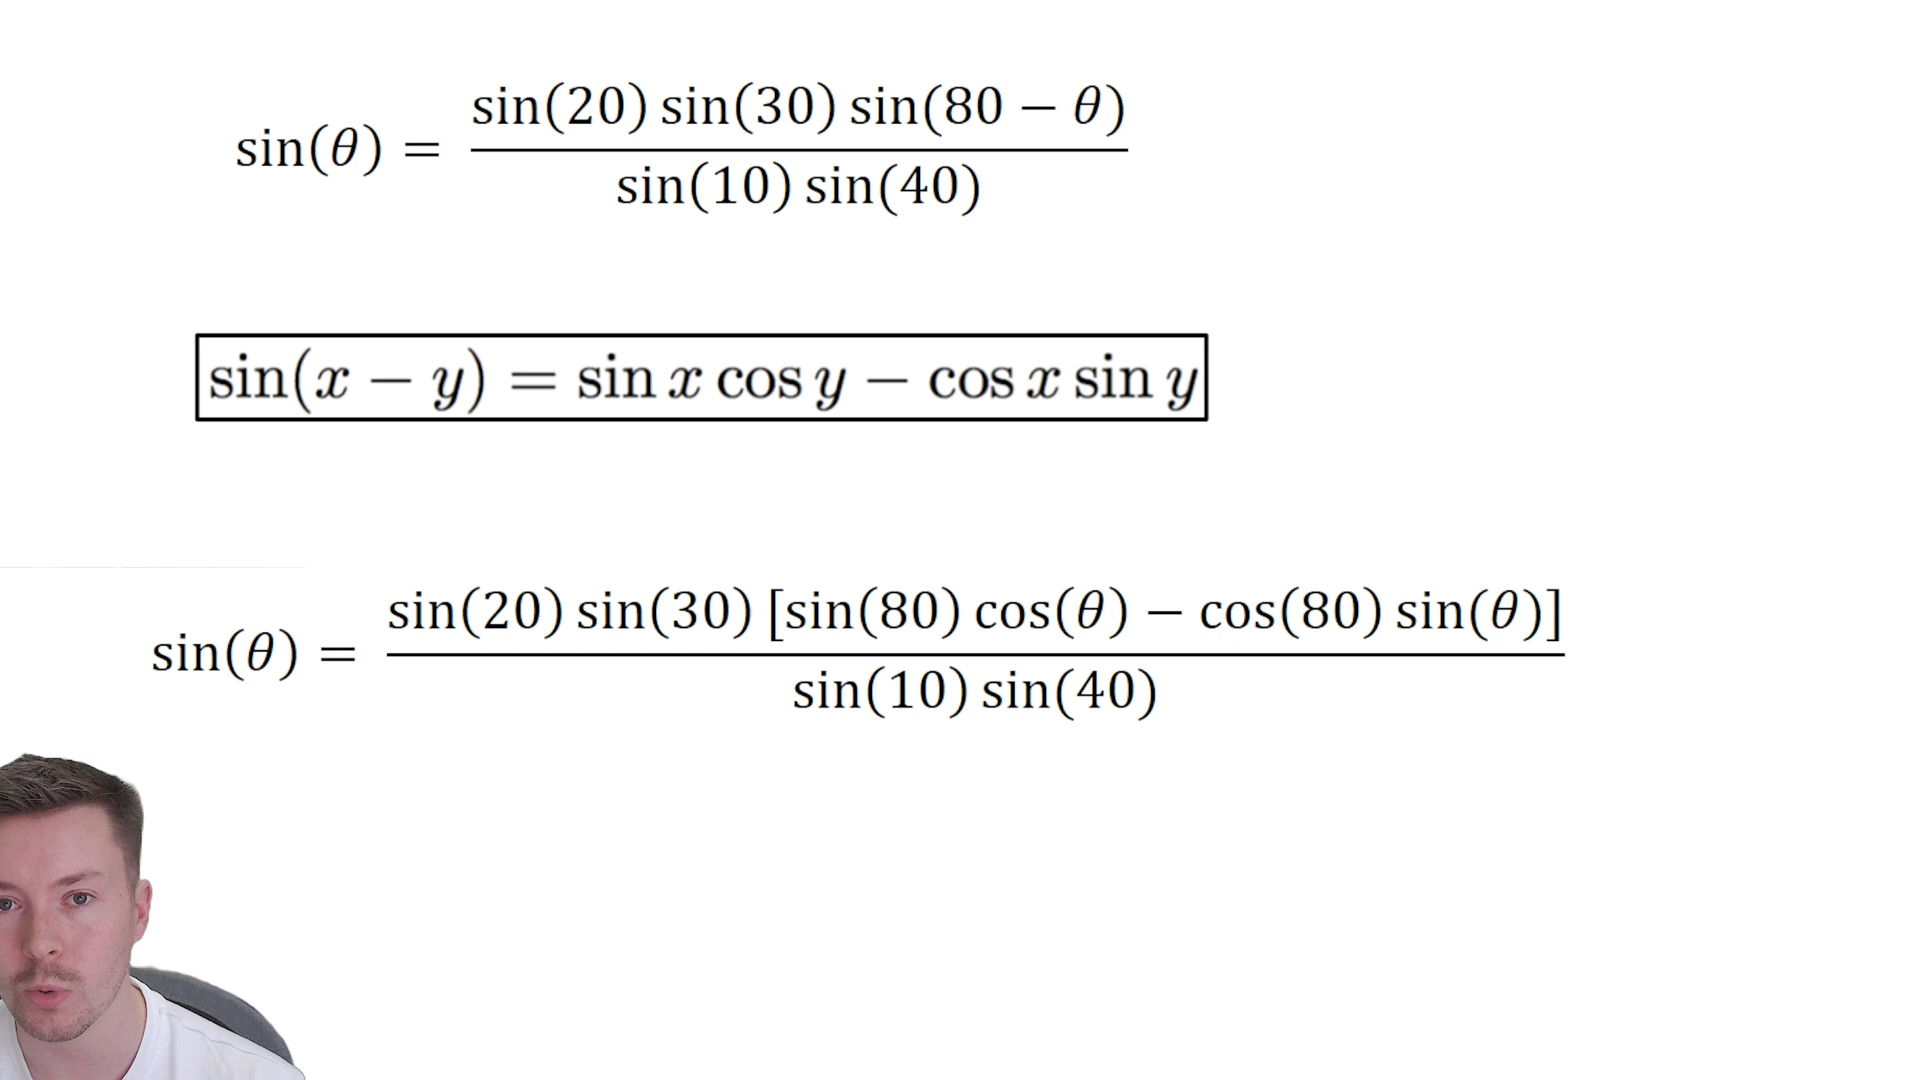 sin(θ) = sin(20) sin(30) sin(80 − θ) / sin(10) sin(40)
sin(x − y) = sin x cos y − cos x sin y
sin(θ) = sin(20) sin(30) [sin(80) cos(θ) − cos(80) sin(θ)] / sin(10) sin(40)